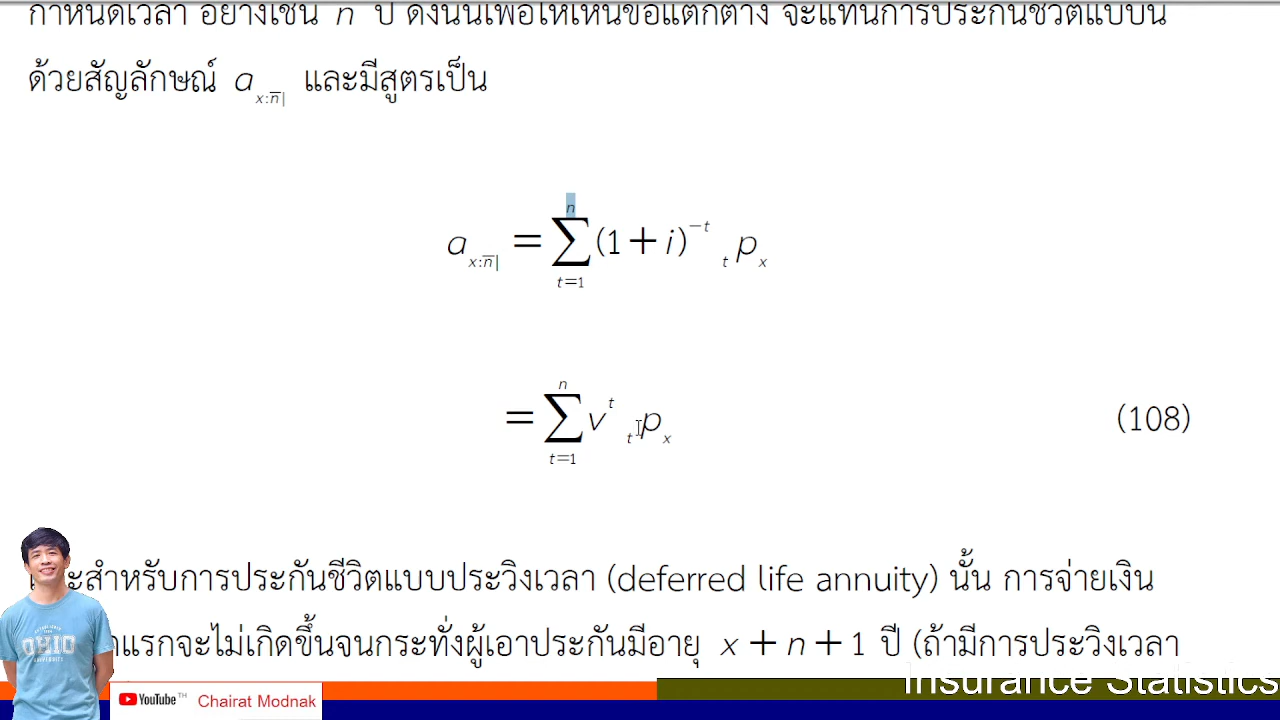 กำหนดเวลา อย่างเช่น n ปี ดังนั้นเพื่อให้เห็นข้อแตกต่าง จะแทนการประกันชีวิตแบบนี้
ด้วยสัญลักษณ์ a_{x:\overline{n}|} และมีสูตรเป็น
a_{x:\overline{n}|} = \sum_{t=1}^{n} (1+i)^{-t} {}_{t}p_{x}
= \sum_{t=1}^{n} v^{t} {}_{t}p_{x} (108)
สำหรับการประกันชีวิตแบบประวิงเวลา (deferred life annuity) นั้น การจ่ายเงิน
แรกจะไม่เกิดขึ้นจนกระทั่งผู้เอาประกันมีอายุ x + n + 1 ปี (ถ้ามีการประวิงเวลา
Insurance Statistics
YouTube TH Chairat Modnak
OHIO